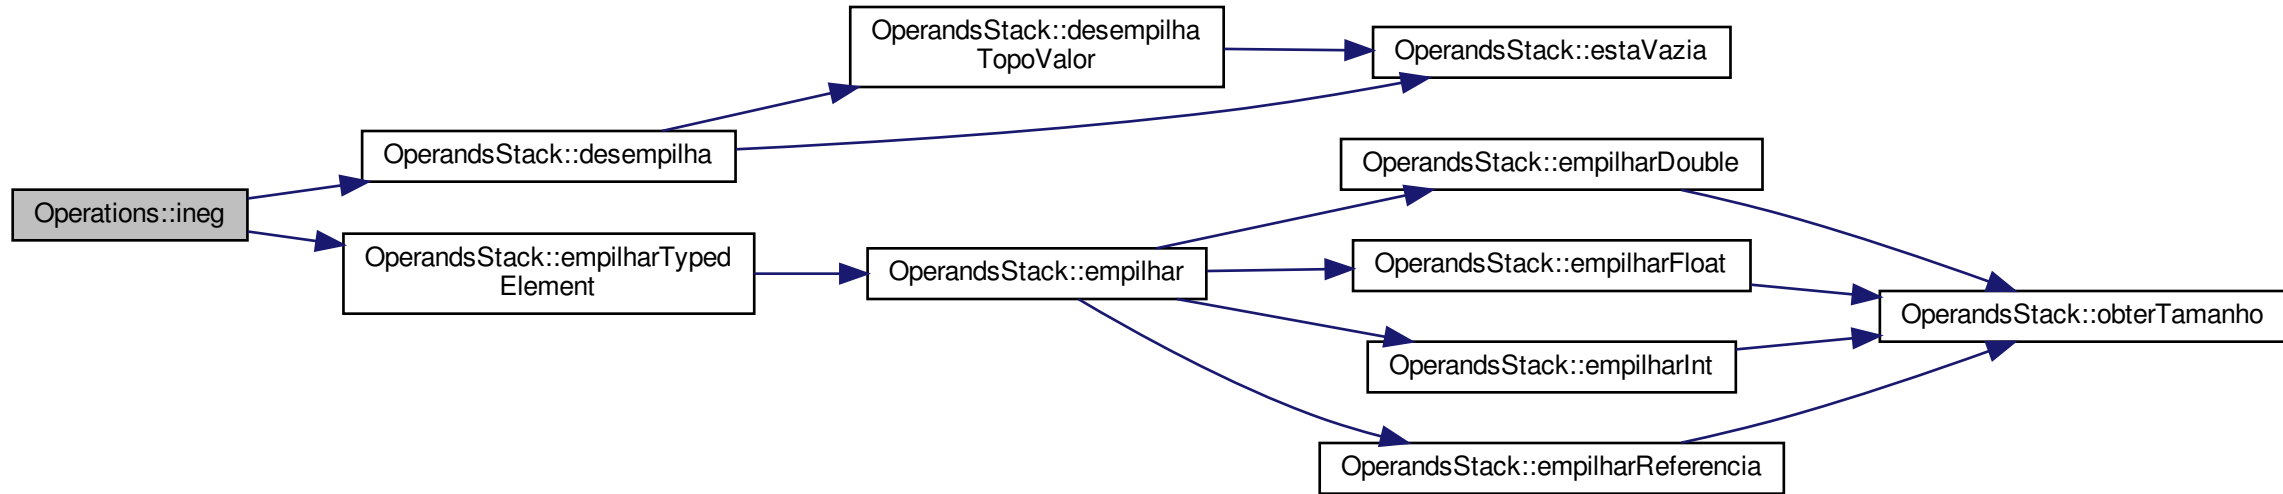 Operations::ineg
OperandsStack::desempilha
OperandsStack::desempilha
TopoValor
OperandsStack::estaVazia
OperandsStack::empilharTyped
Element
OperandsStack::empilhar
OperandsStack::empilharDouble
OperandsStack::empilharFloat
OperandsStack::empilharInt
OperandsStack::empilharReferencia
OperandsStack::obterTamanho